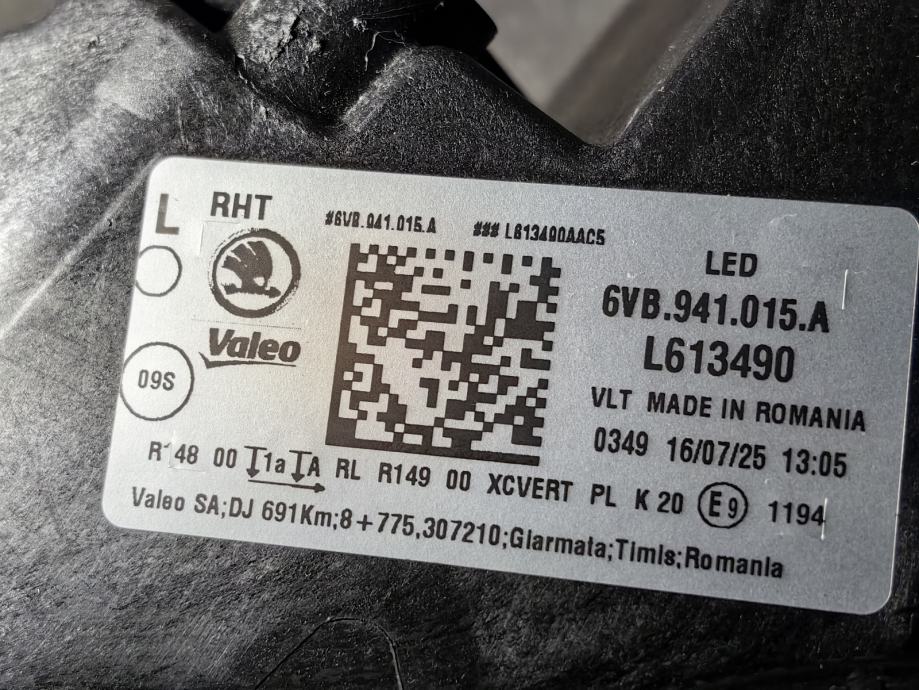 L RHT
#6VB.941.015.A ### L613490AAC5
Valeo
09S
LED
6VB.941.015.A
L613490
VLT MADE IN ROMANIA
0349 16/07/25 13:05
R148 00 1a A RL R149 00 XCVERT PL K 20 E9 1194
Valeo SA;DJ 691Km;8+775,307210;Giarmata;Timis;Romania